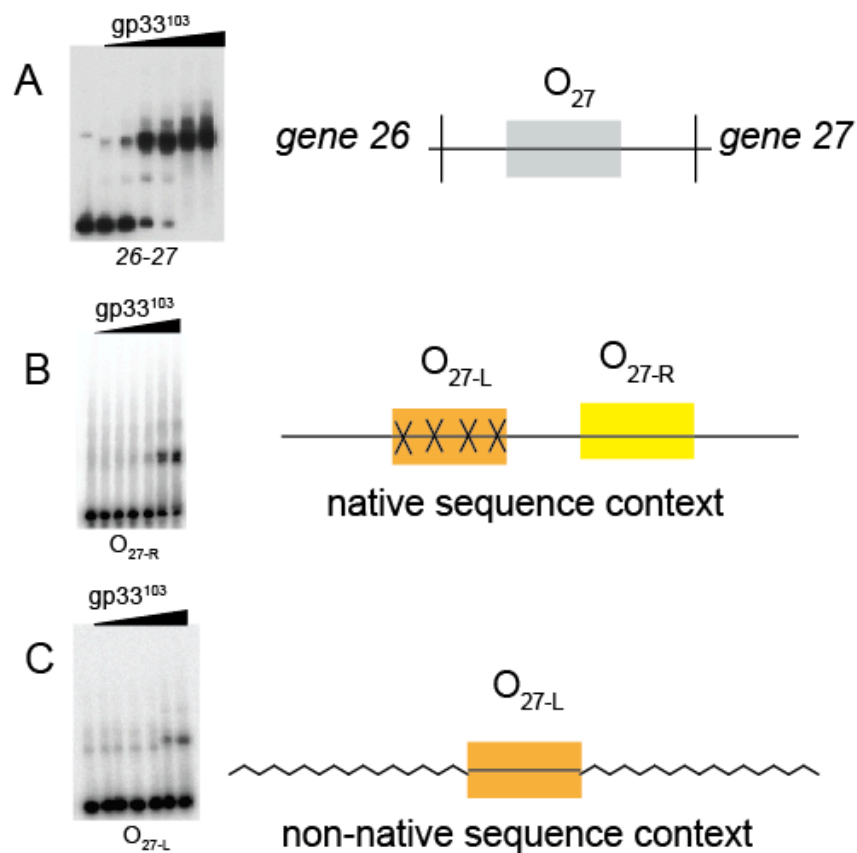 gp33¹⁰³
A
O₂₇
gene 26
gene 27
26-27
gp33¹⁰³
B
O₂₇₋L
O₂₇₋R
native sequence context
O₂₇₋R
gp33¹⁰³
C
O₂₇₋L
O₂₇₋L
non-native sequence context